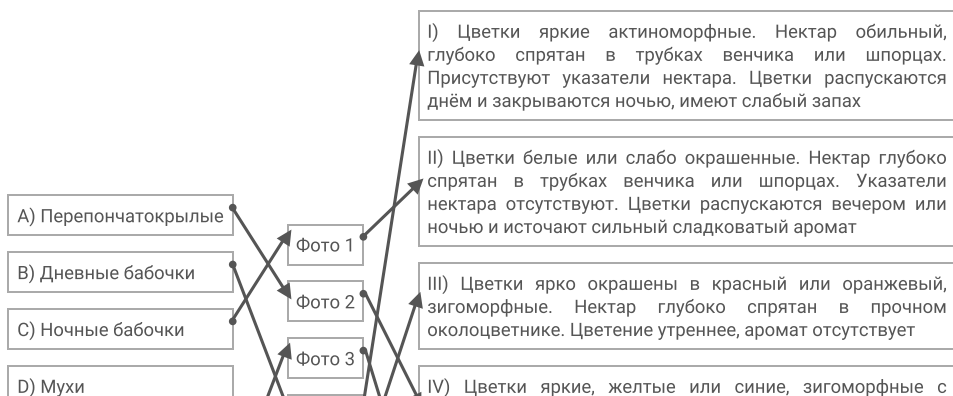 I) Цветки яркие актиноморфные. Нектар обильный,
глубоко спрятан в трубках венчика или шпорцах.
Присутствуют указатели нектара. Цветки распускаются
днём и закрываются ночью, имеют слабый запах
II) Цветки белые или слабо окрашенные. Нектар глубоко
спрятан в трубках венчика или шпорцах. Указатели
нектара отсутствуют. Цветки распускаются вечером или
ночью и источают сильный сладковатый аромат
A) Перепончатокрылые
Фото 1
B) Дневные бабочки
III) Цветки ярко окрашены в красный или оранжевый,
зигоморфные. Нектар глубоко спрятан в прочном
околоцветнике. Цветение утреннее, аромат отсутствует
Фото 2
C) Ночные бабочки
Фото 3
D) Мухи
IV) Цветки яркие, желтые или синие, зигоморфные с